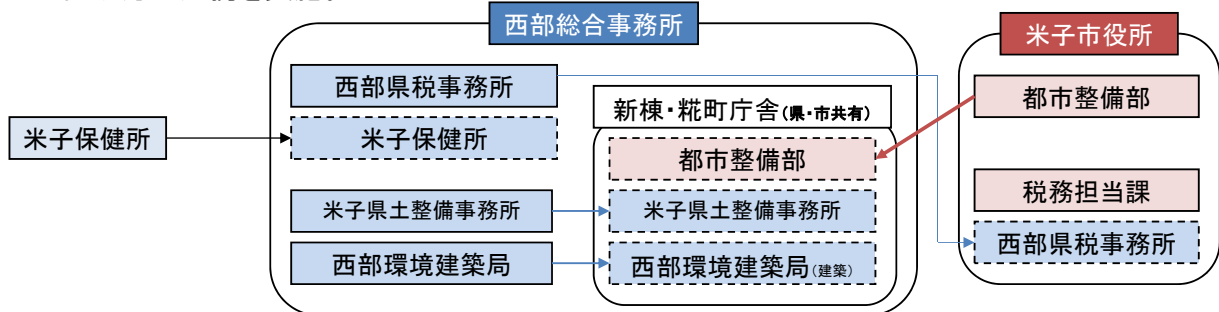 西部総合事務所
米子市役所
西部県税事務所
都市整備部
新棟・糀町庁舎(県・市共有)
米子保健所
米子保健所
都市整備部
税務担当課
米子県土整備事務所
米子県土整備事務所
西部県税事務所
西部環境建築局
西部環境建築局(建築)